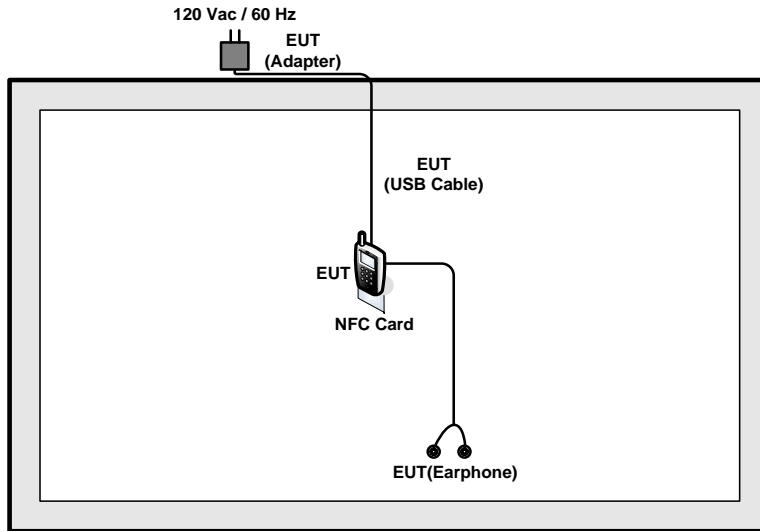 120 Vac / 60 Hz
EUT
(Adapter)
EUT
(USB Cable)
EUT
NFC Card
EUT(Earphone)